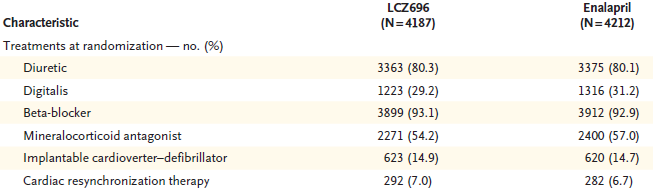 LCZ696 Enalapril
Characteristic (N=4187) (N=4212)
Treatments at randomization — no. (%)
Diuretic 3363 (80.3) 3375 (80.1)
Digitalis 1223 (29.2) 1316 (31.2)
Beta-blocker 3899 (93.1) 3912 (92.9)
Mineralocorticoid antagonist 2271 (54.2) 2400 (57.0)
Implantable cardioverter–defibrillator 623 (14.9) 620 (14.7)
Cardiac resynchronization therapy 292 (7.0) 282 (6.7)